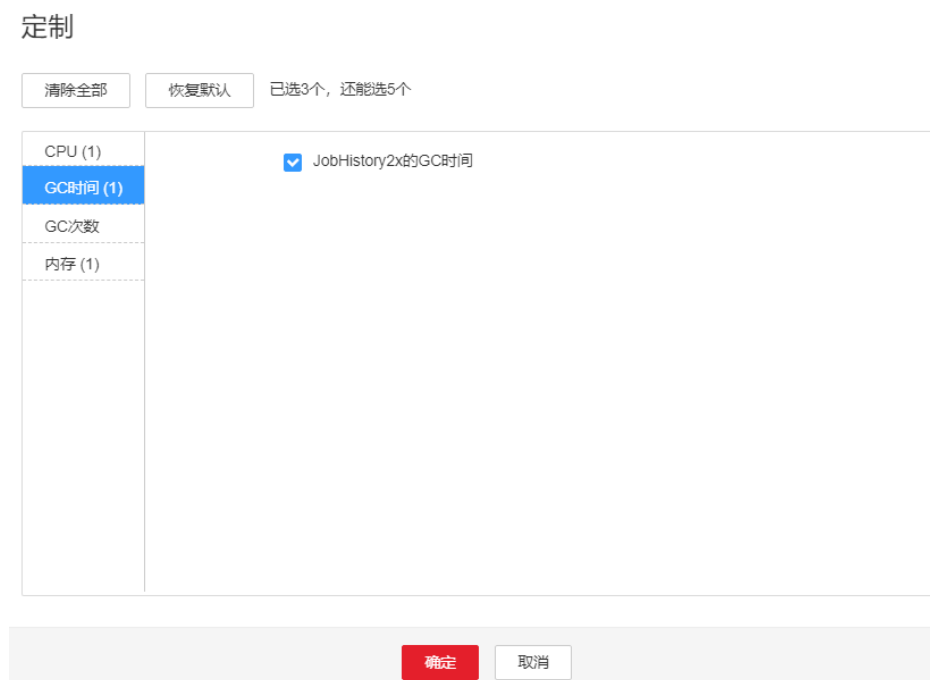 定制
清除全部 恢复默认 已选3个，还能选5个
CPU (1)
JobHistory2x的GC时间
GC时间 (1)
GC次数
内存 (1)
确定 取消